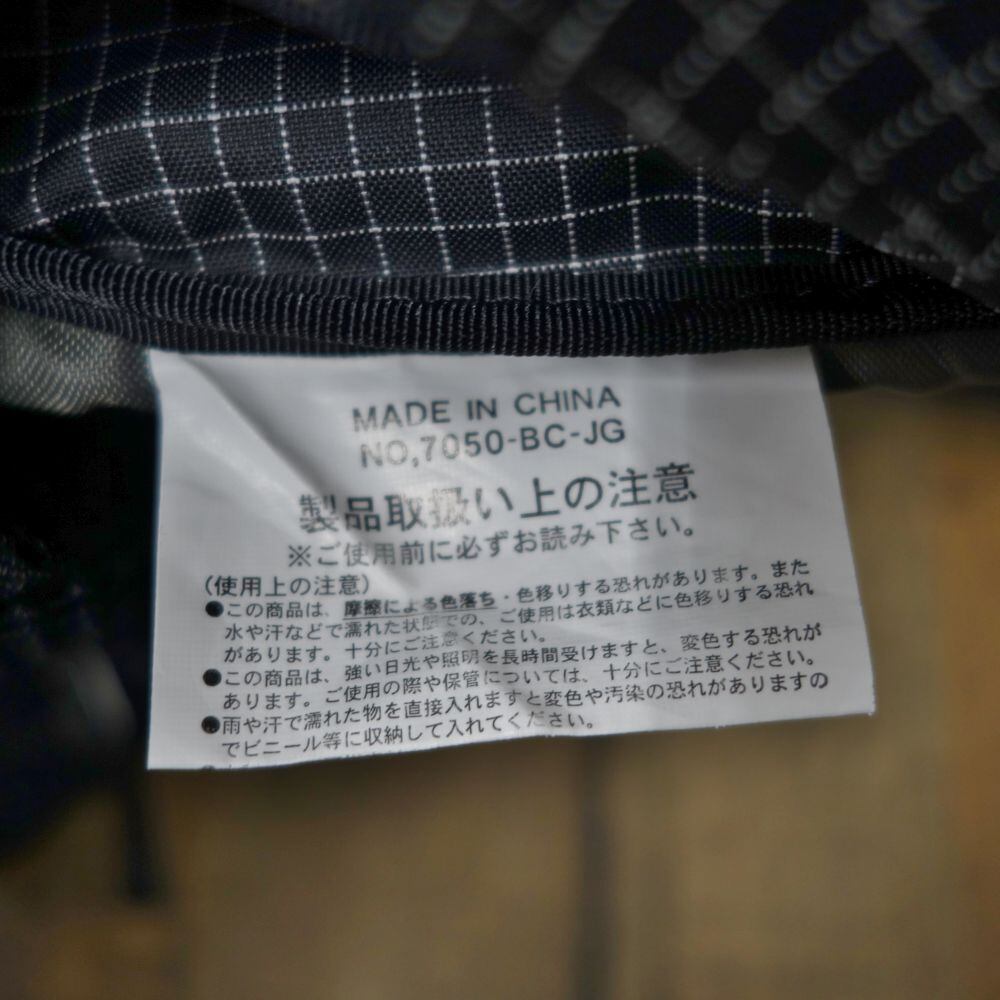 MADE IN CHINA
NO,7050-BC-JG
製品取扱い上の注意
※ご使用前に必ずお読み下さい。
(使用上の注意)
●この商品は、摩擦による色落ち・色移りする恐れがあります。また
水や汗などで濡れた状態での、ご使用は衣類などに色移りする恐れ
があります。十分にご注意ください。
●この商品は、強い日光や照明を長時間受けますと、変色する恐れが
あります。ご使用の際や保管については、十分にご注意ください。
●雨や汗で濡れた物を直接入れますと変色や汚染の恐れがありますの
でビニール等に収納して入れてください。